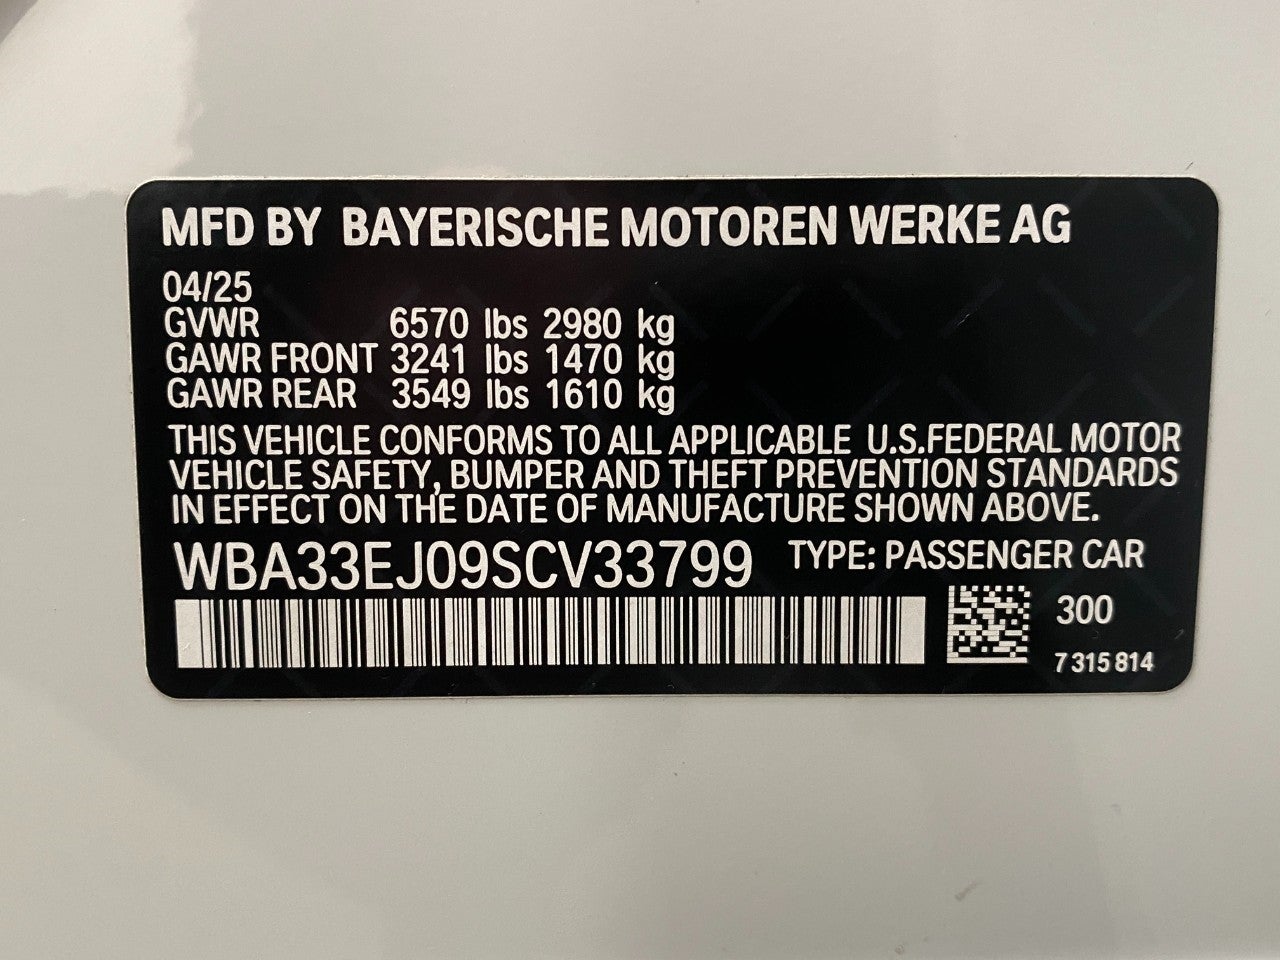 MFD BY BAYERISCHE MOTOREN WERKE AG
04/25
GVWR 6570 lbs 2980 kg
GAWR FRONT 3241 lbs 1470 kg
GAWR REAR 3549 lbs 1610 kg
THIS VEHICLE CONFORMS TO ALL APPLICABLE U.S.FEDERAL MOTOR
VEHICLE SAFETY, BUMPER AND THEFT PREVENTION STANDARDS
IN EFFECT ON THE DATE OF MANUFACTURE SHOWN ABOVE.
WBA33EJ09SCV33799 TYPE: PASSENGER CAR
300
7 315 814